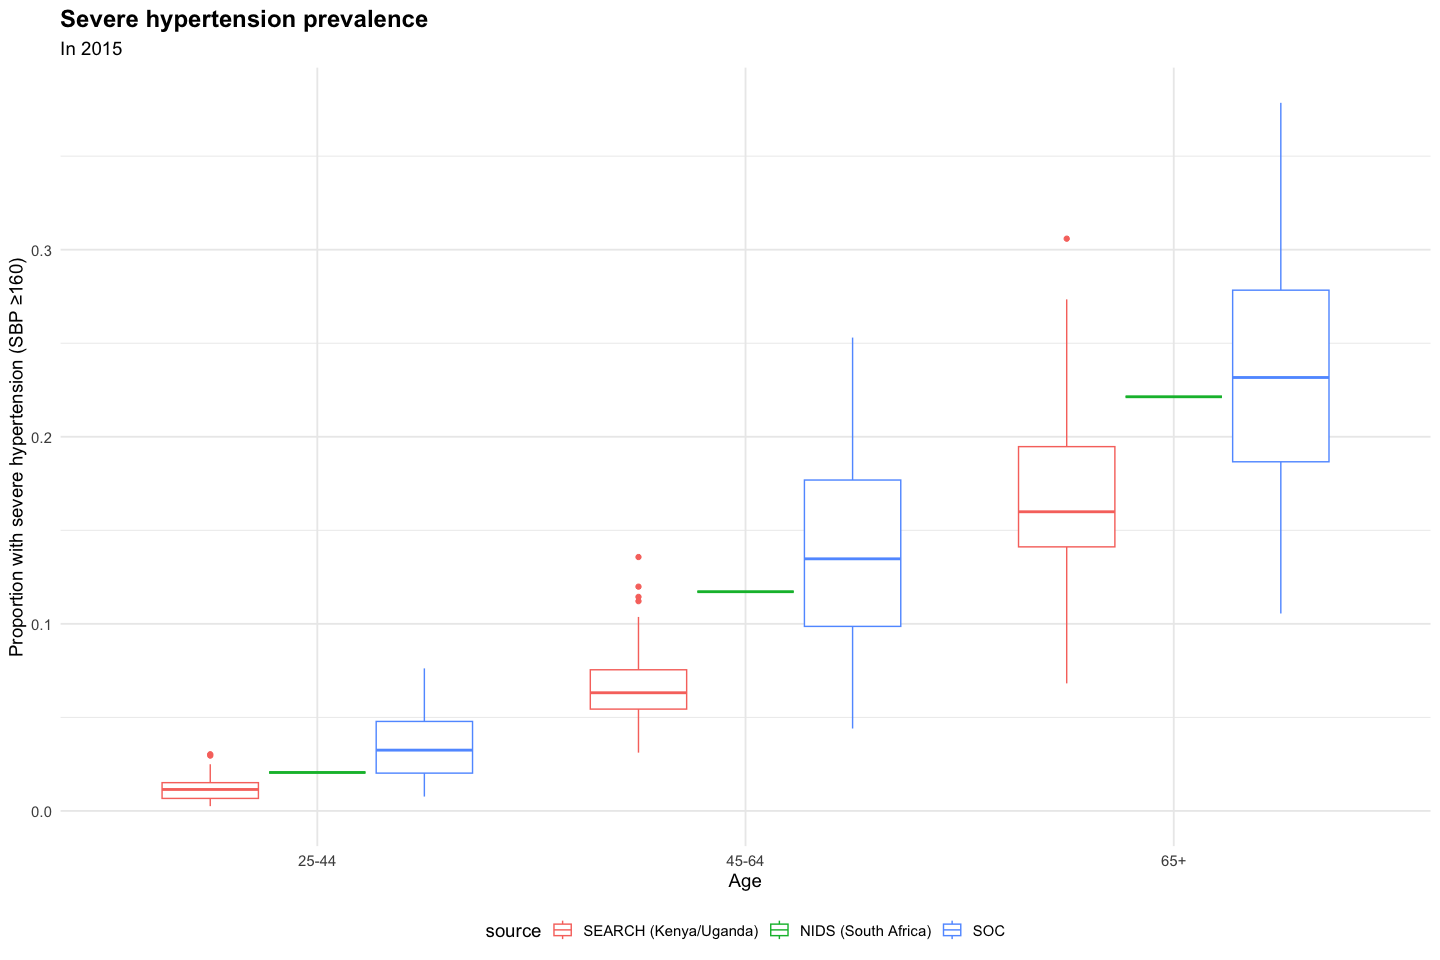 Severe hypertension prevalence
In 2015
Proportion with severe hypertension (SBP ≥160)
0.3
0.2
0.1
0.0
25-44 45-64 65+
Age
source SEARCH (Kenya/Uganda) NIDS (South Africa) SOC